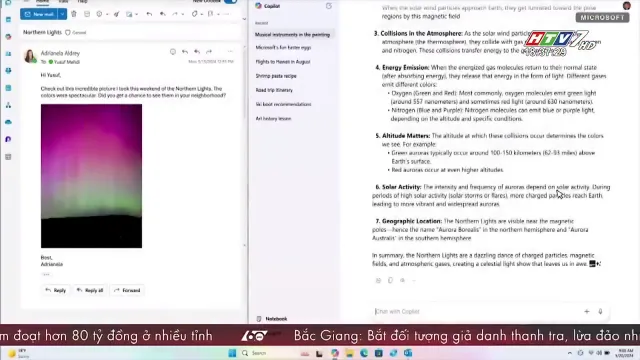 New mail
Northern Lights
Adrianela Aldrey
To: Yusuf Mehdi
Hi Yusuf,
Check out this incredible picture I took this weekend of the Northern Lights. The
colors were spectacular. Did you get a chance to see them in your neighborhood?
Best,
Reply
Reply all
Forward
Copilot
Recent
Musical instruments in the painting
Microsoft's fun Easter eggs
Flights to Hanoi
Shrimp pasta recipe
Road trip itinerary
Ski boot recommendations
Art history lesson
Notebook
When the solar wind particles approach Earth, they get funneled toward the polar
regions by this magnetic field
MICROSOFT
HTV7 HD
3. Collisions in the Atmosphere: As the solar wind particles
atmosphere (the thermosphere), they collide with gas
and nitrogen. These collisions transfer energy to the
4. Energy Emission: When the energized gas molecules return to their normal state
(after absorbing energy), they release that energy in the form of light. Different gases
emit different colors:
• Oxygen (Green and Red): Most commonly, oxygen molecules emit green light
(around 557 nanometers) and sometimes red light (around 630 nanometers).
• Nitrogen (Blue and Purple): Nitrogen molecules can emit blue or purple light,
depending on the altitude and specific conditions.
5. Altitude Matters: The altitude at which these collisions occur determines the colors
we see. For example:
• Green auroras typically occur around 100-150 kilometers (62-93 miles) above
Earth's surface.
• Red auroras occur at even higher altitudes.
6. Solar Activity: The intensity and frequency of auroras depend on solar activity. During
periods of high solar activity (solar storms or flares), more charged particles reach Earth,
leading to more vibrant and widespread auroras.
7. Geographic Location: The Northern Lights are visible near the magnetic
poles—hence the name "Aurora Borealis" in the northern hemisphere and "Aurora
Australis" in the southern hemisphere
In summary, the Northern Lights are a dazzling dance of charged particles, magnetic
fields, and atmospheric gases, creating a celestial light show that leaves us in awe
Chat with Copilot
m đoạt hơn 80 tỷ đồng ở nhiều tỉnh
60
Bắc Giang: Bắt đối tượng giả danh thanh tra, lừa đảo nh
Search